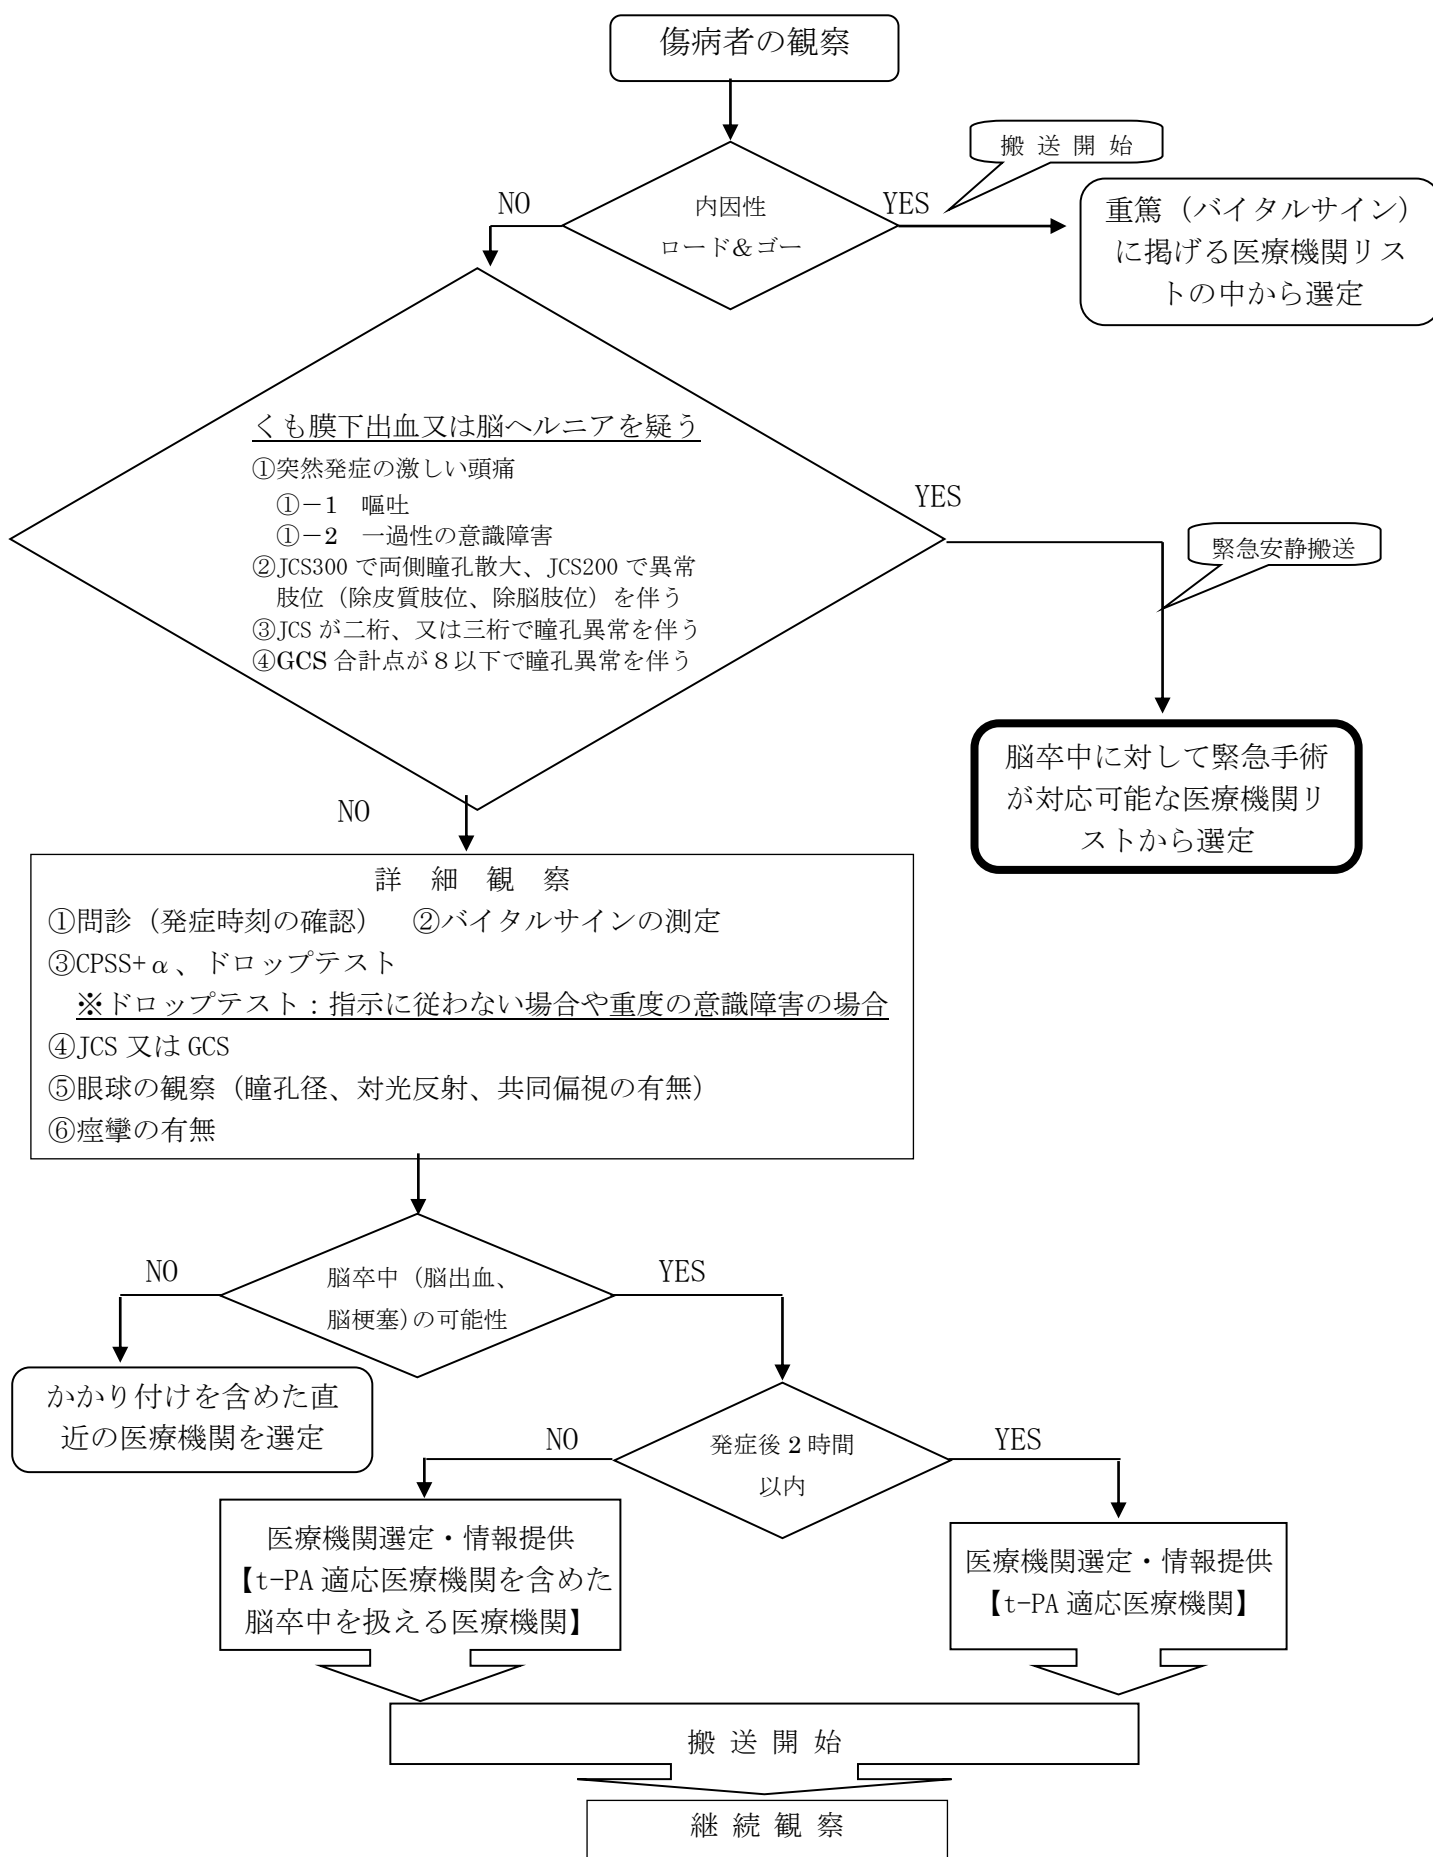 傷病者の観察
搬 送 開 始
NO
YES
内因性
ロード＆ゴー
重篤（バイタルサイン）
に掲げる医療機関リス
トの中から選定
くも膜下出血又は脳ヘルニアを疑う
①突然発症の激しい頭痛
①－1　嘔吐
①－2　一過性の意識障害
②JCS300 で両側瞳孔散大、JCS200 で異常
肢位（除皮質肢位、除脳肢位）を伴う
③JCS が二桁、又は三桁で瞳孔異常を伴う
④GCS 合計点が８以下で瞳孔異常を伴う
YES
緊急安静搬送
脳卒中に対して緊急手術
が対応可能な医療機関リ
ストから選定
NO
詳　細　観　察
①問診（発症時刻の確認）　②バイタルサインの測定
③CPSS+α、ドロップテスト
※ドロップテスト：指示に従わない場合や重度の意識障害の場合
④JCS 又は GCS
⑤眼球の観察（瞳孔径、対光反射、共同偏視の有無）
⑥痙攣の有無
NO
YES
脳卒中（脳出血、
脳梗塞）の可能性
かかり付けを含めた直
近の医療機関を選定
NO
YES
発症後 2 時間
以内
医療機関選定・情報提供
【t-PA 適応医療機関を含めた
脳卒中を扱える医療機関】
医療機関選定・情報提供
【t-PA 適応医療機関】
搬 送 開 始
継 続 観 察